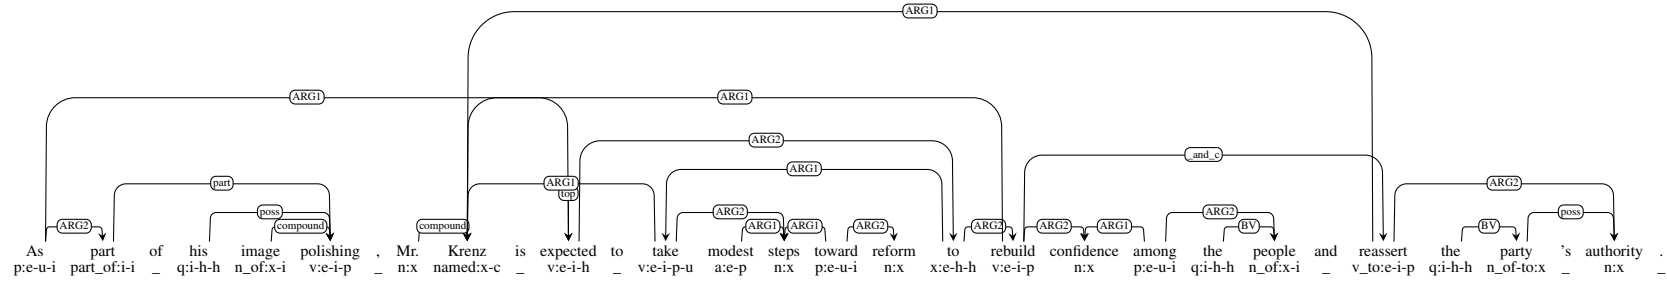 ARG1
ARG1 ARG1
ARG2
_and_c
ARG1
part ARG1 ARG2
top
poss ARG2 ARG2 poss
ARG2 compound compound ARG1 ARG1 ARG2 ARG2 ARG2 ARG1 BV BV
As part of his image polishing , Mr. Krenz is expected to take modest steps toward reform to rebuild confidence among the people and reassert the party 's authority .
p:e-u-i part_of:i-i _ q:i-h-h n_of:x-i v:e-i-p _ n:x named:x-c _ v:e-i-h _ v:e-i-p-u a:e-p n:x p:e-u-i n:x x:e-h-h v:e-i-p n:x p:e-u-i q:i-h-h n_of:x-i _ v_to:e-i-p q:i-h-h n_of-to:x _ n:x _